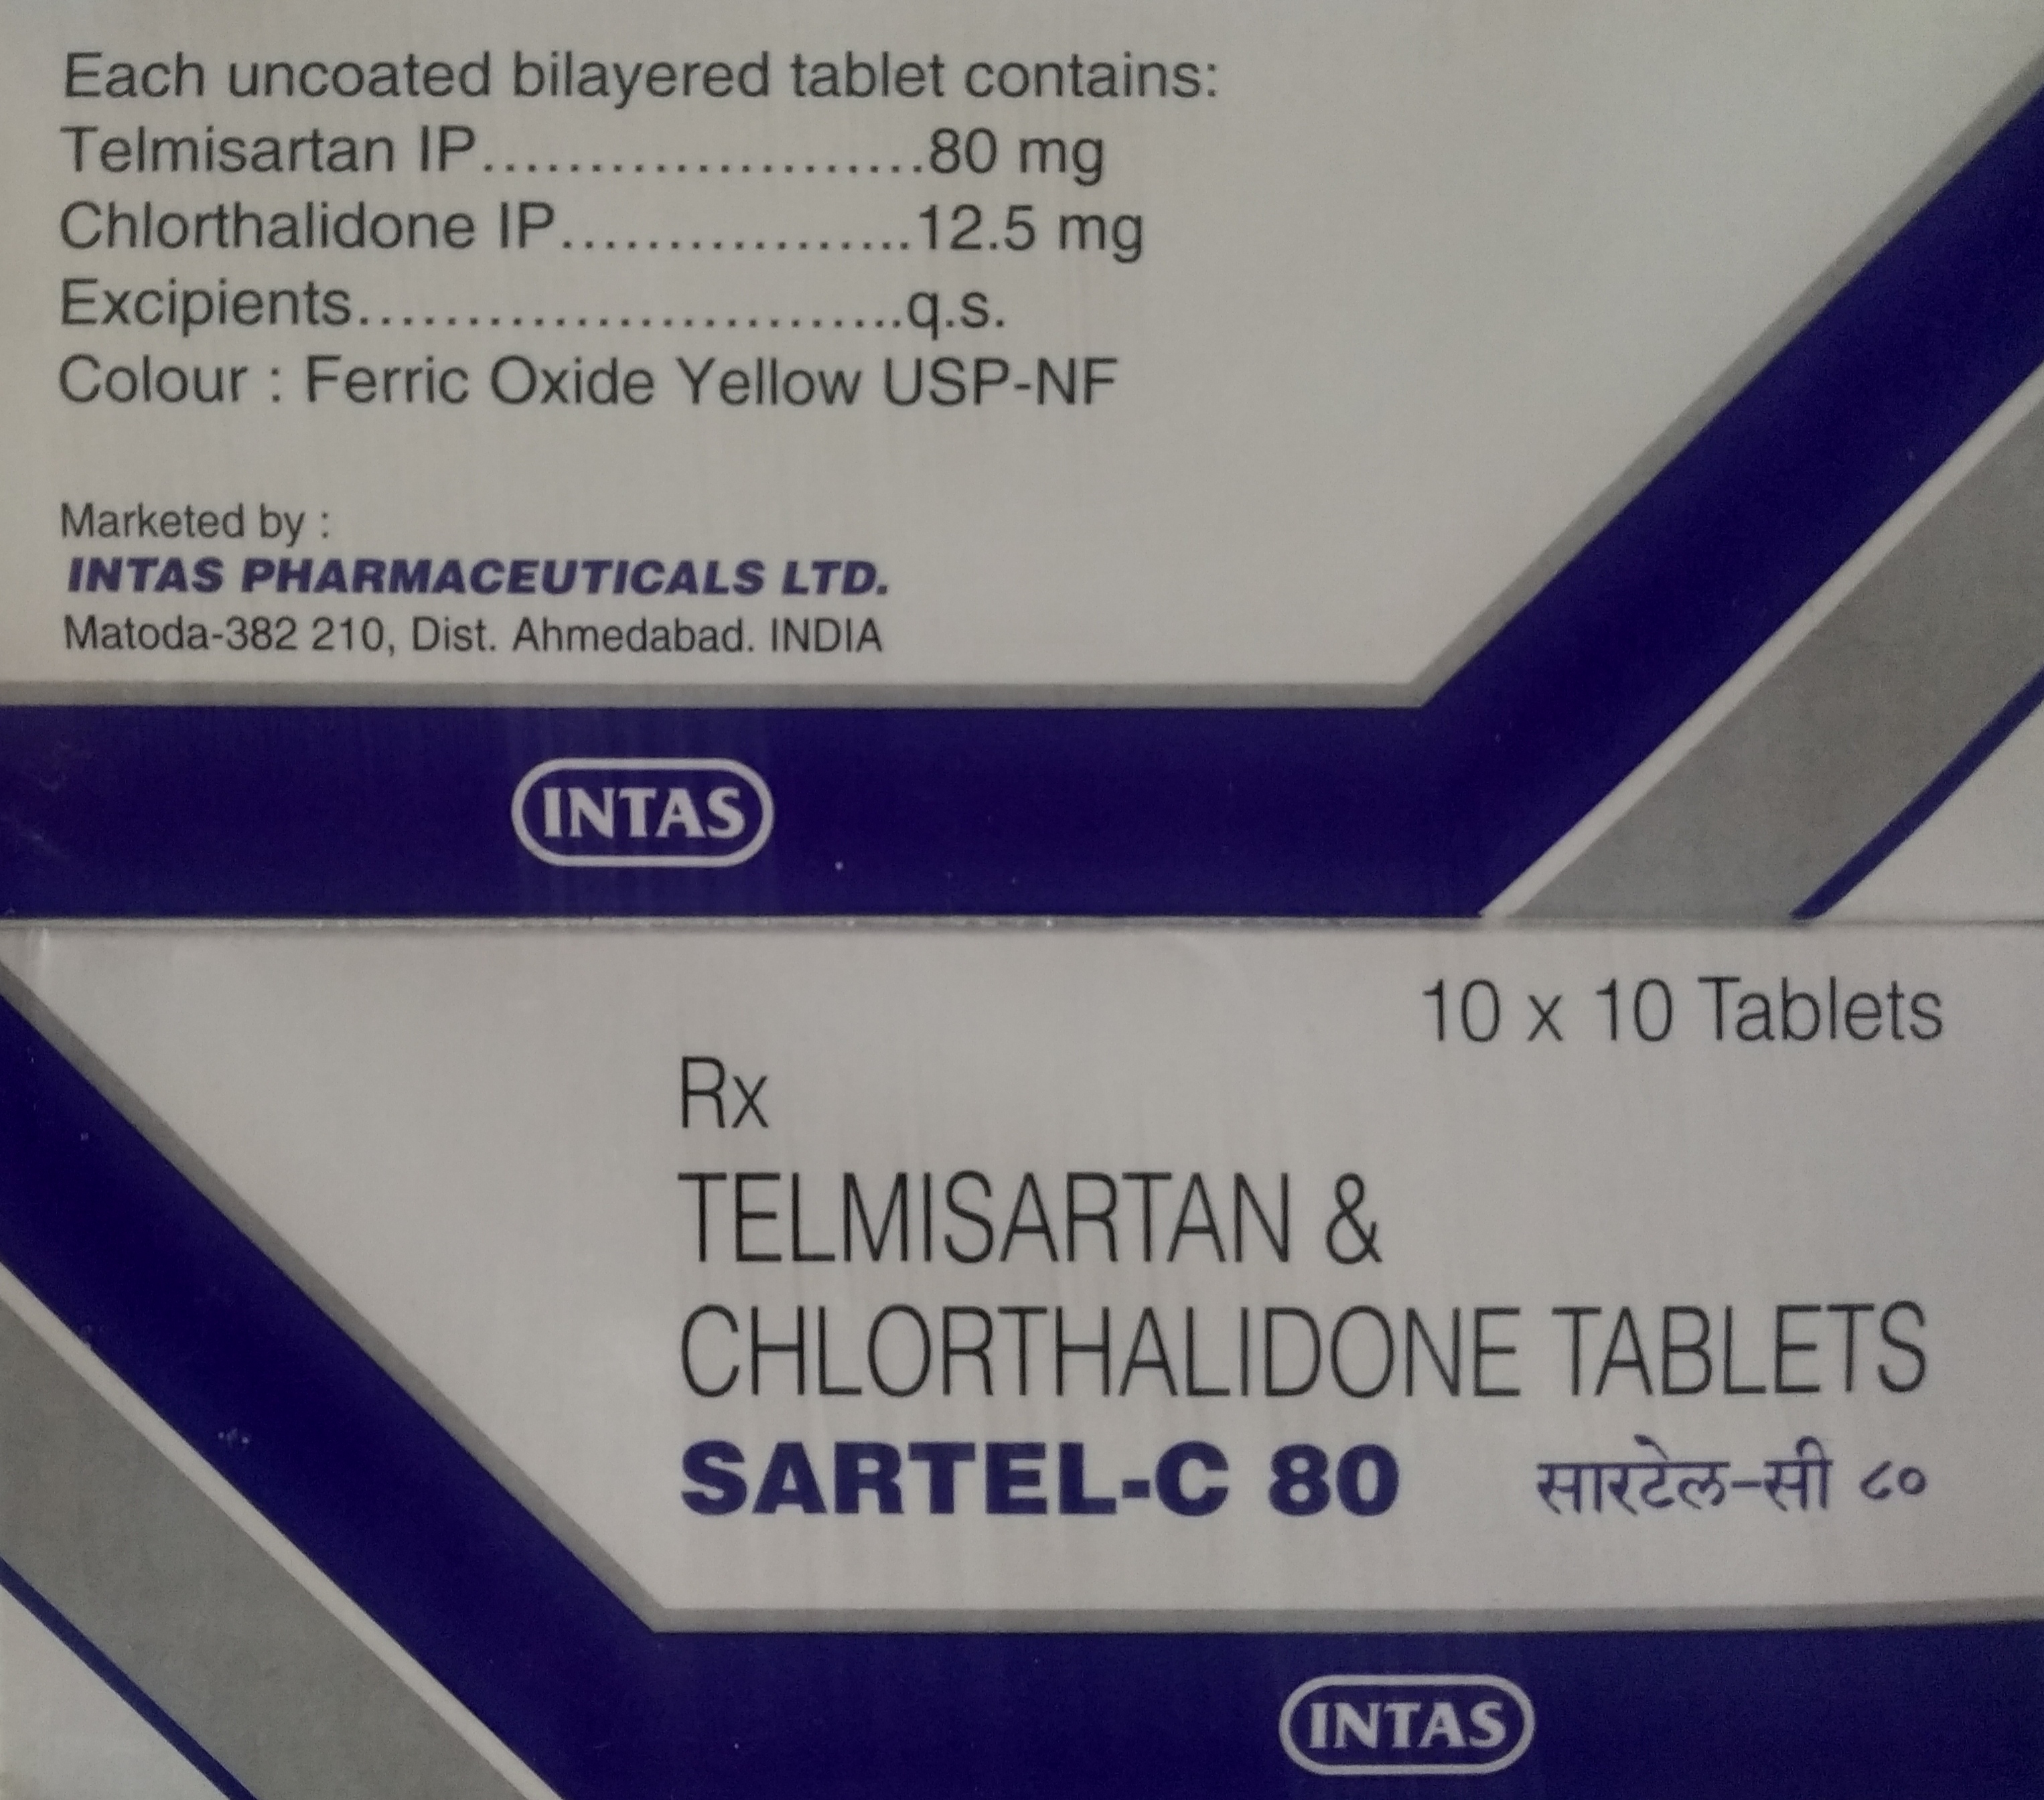 Each uncoated bilayered tablet contains:
Telmisartan IP.....................80 mg
Chlorthalidone IP.................12.5 mg
Excipients..........................q.s.
Colour : Ferric Oxide Yellow USP-NF
Marketed by :
INTAS PHARMACEUTICALS LTD.
Matoda-382 210, Dist. Ahmedabad. INDIA
INTAS
10 x 10 Tablets
Rx
TELMISARTAN &
CHLORTHALIDONE TABLETS
SARTEL-C 80 सारटेल-सी ८०
INTAS